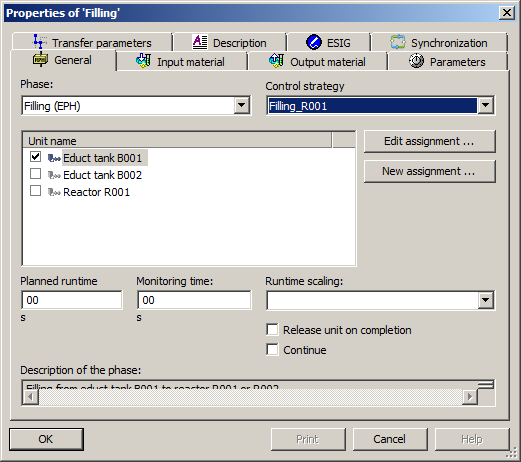 Properties of 'Filling'
Transfer parameters
Description
ESIG
Synchronization
General
Input material
Output material
Parameters
Phase:
Control strategy
Filling (EPH)
Filling_R001
Unit name
Educt tank B001
Educt tank B002
Reactor R001
Edit assignment ...
New assignment ...
Planned runtime
Monitoring time:
Runtime scaling:
00
00
s
s
Release unit on completion
Continue
Description of the phase:
Filling from educt tank B001 to reactor R001 or R002
OK
Print
Cancel
Help